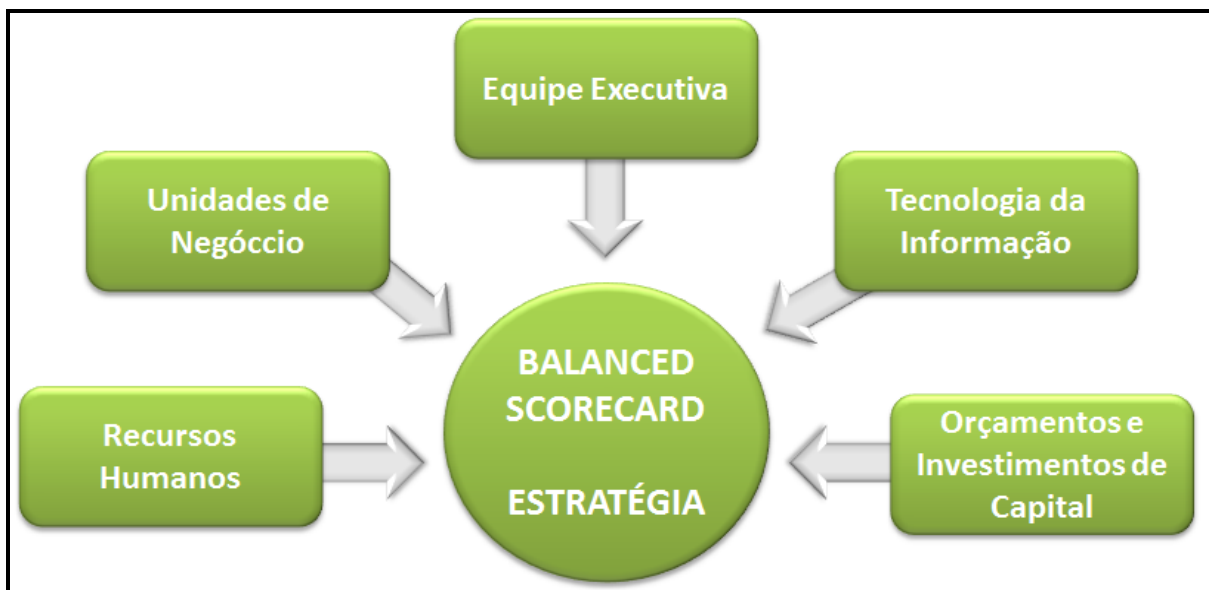 Equipe Executiva
Unidades de
Negóccio
Tecnologia da
Informação
BALANCED
SCORECARD
ESTRATÉGIA
Recursos
Humanos
Orçamentos e
Investimentos de
Capital